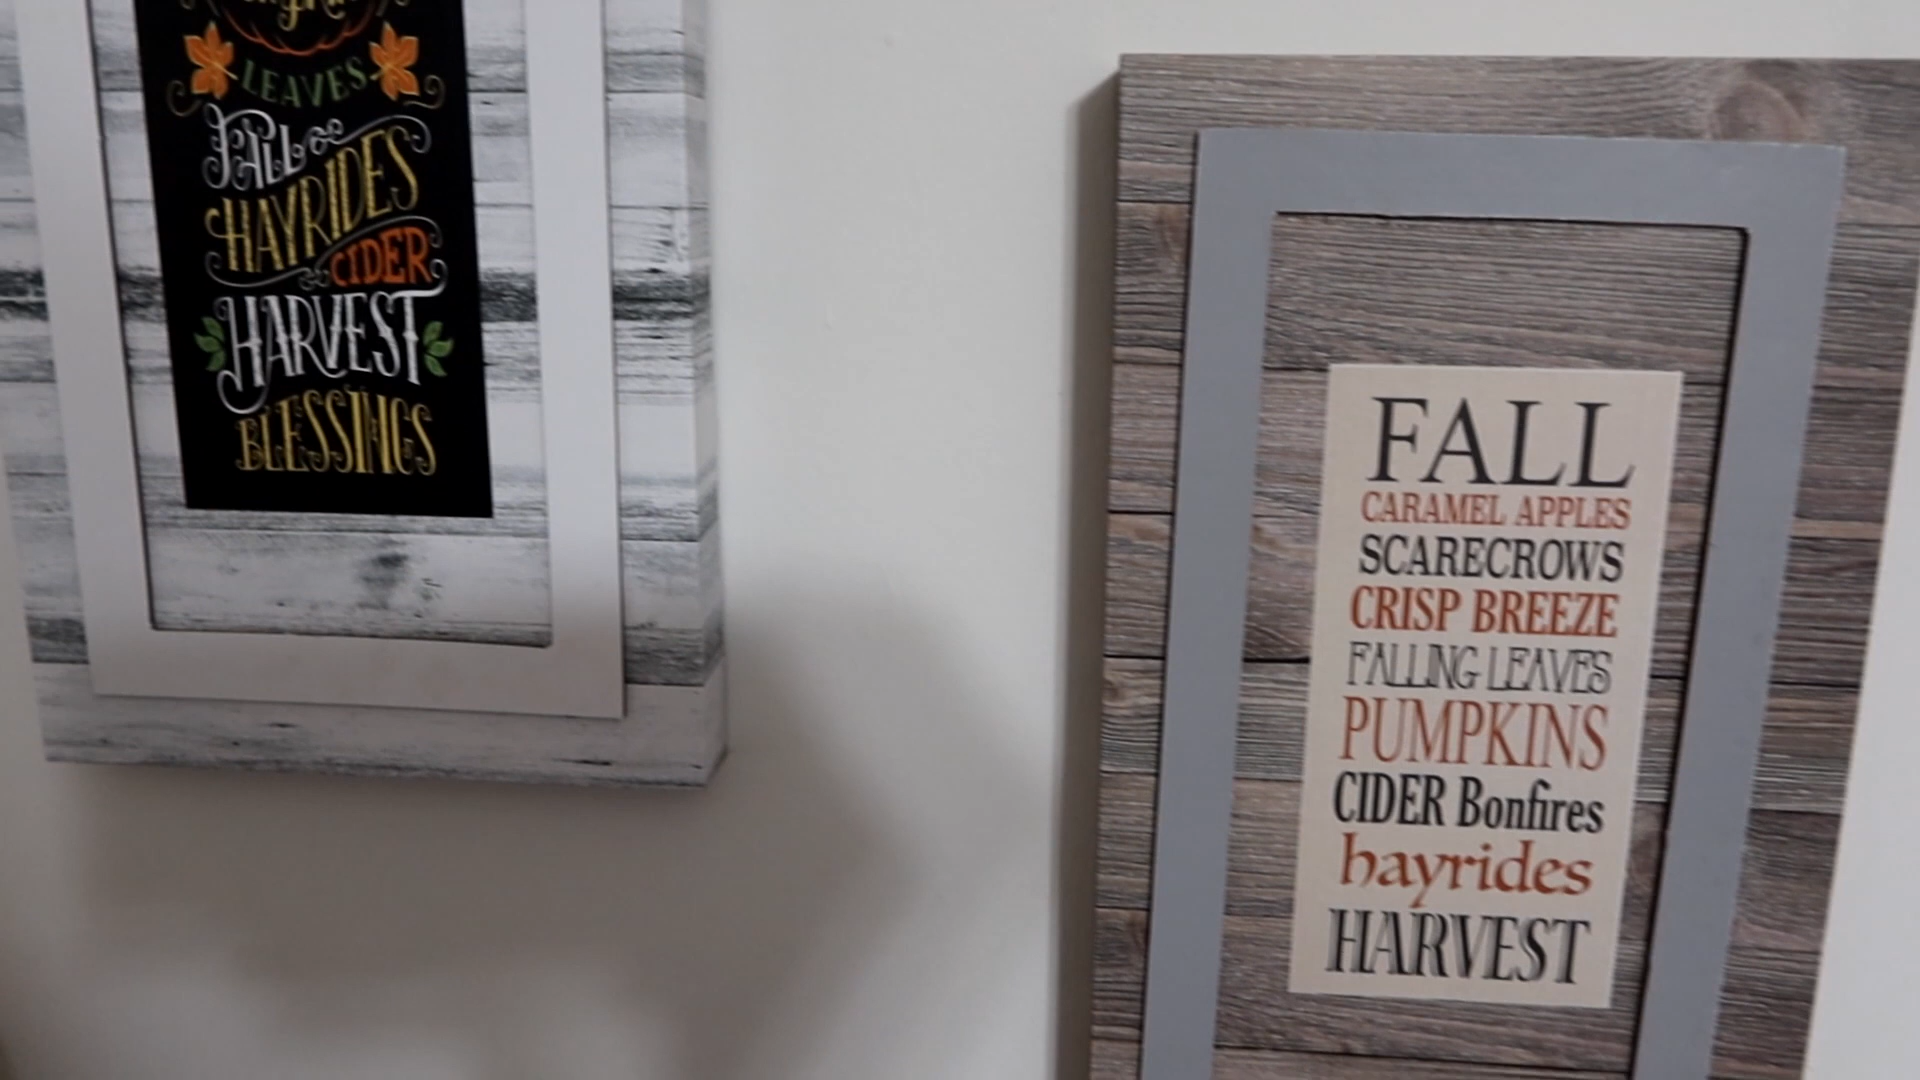 LEAVES
FALL
HAYRIDES
CIDER
HARVEST
BLESSINGS
FALL
CARAMEL APPLES
SCARECROWS
CRISP BREEZE
FALLING LEAVES
PUMPKINS
CIDER Bonfires
hayrides
HARVEST